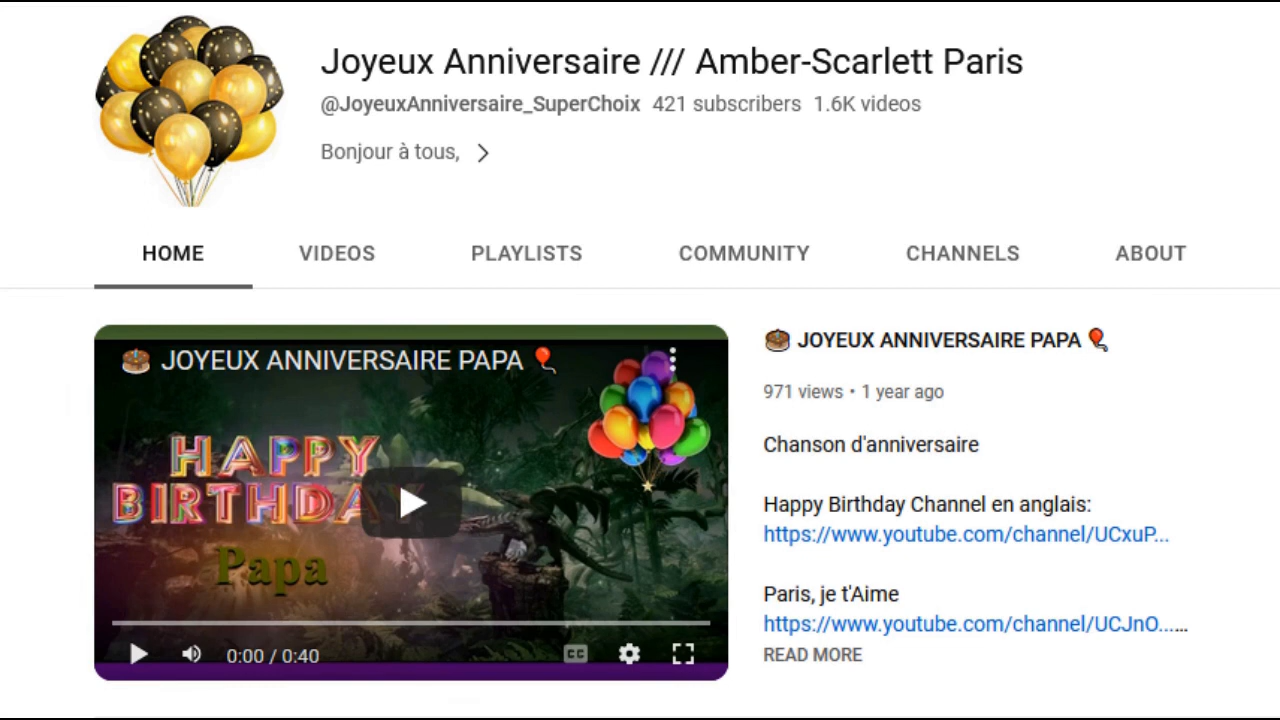 Joyeux Anniversaire /// Amber-Scarlett Paris
@JoyeuxAnniversaire_SuperChoix 421 subscribers 1.6K videos
Bonjour à tous,
HOME VIDEOS PLAYLISTS COMMUNITY CHANNELS ABOUT
🎂 JOYEUX ANNIVERSAIRE PAPA 🎈
HAPPY
BIRTHDAY
Papa
0:00 / 0:40
CC
🎂 JOYEUX ANNIVERSAIRE PAPA 🎈
971 views • 1 year ago
Chanson d'anniversaire
Happy Birthday Channel en anglais:
https://www.youtube.com/channel/UCxuP...
Paris, je t'Aime
https://www.youtube.com/channel/UCJnO......
READ MORE